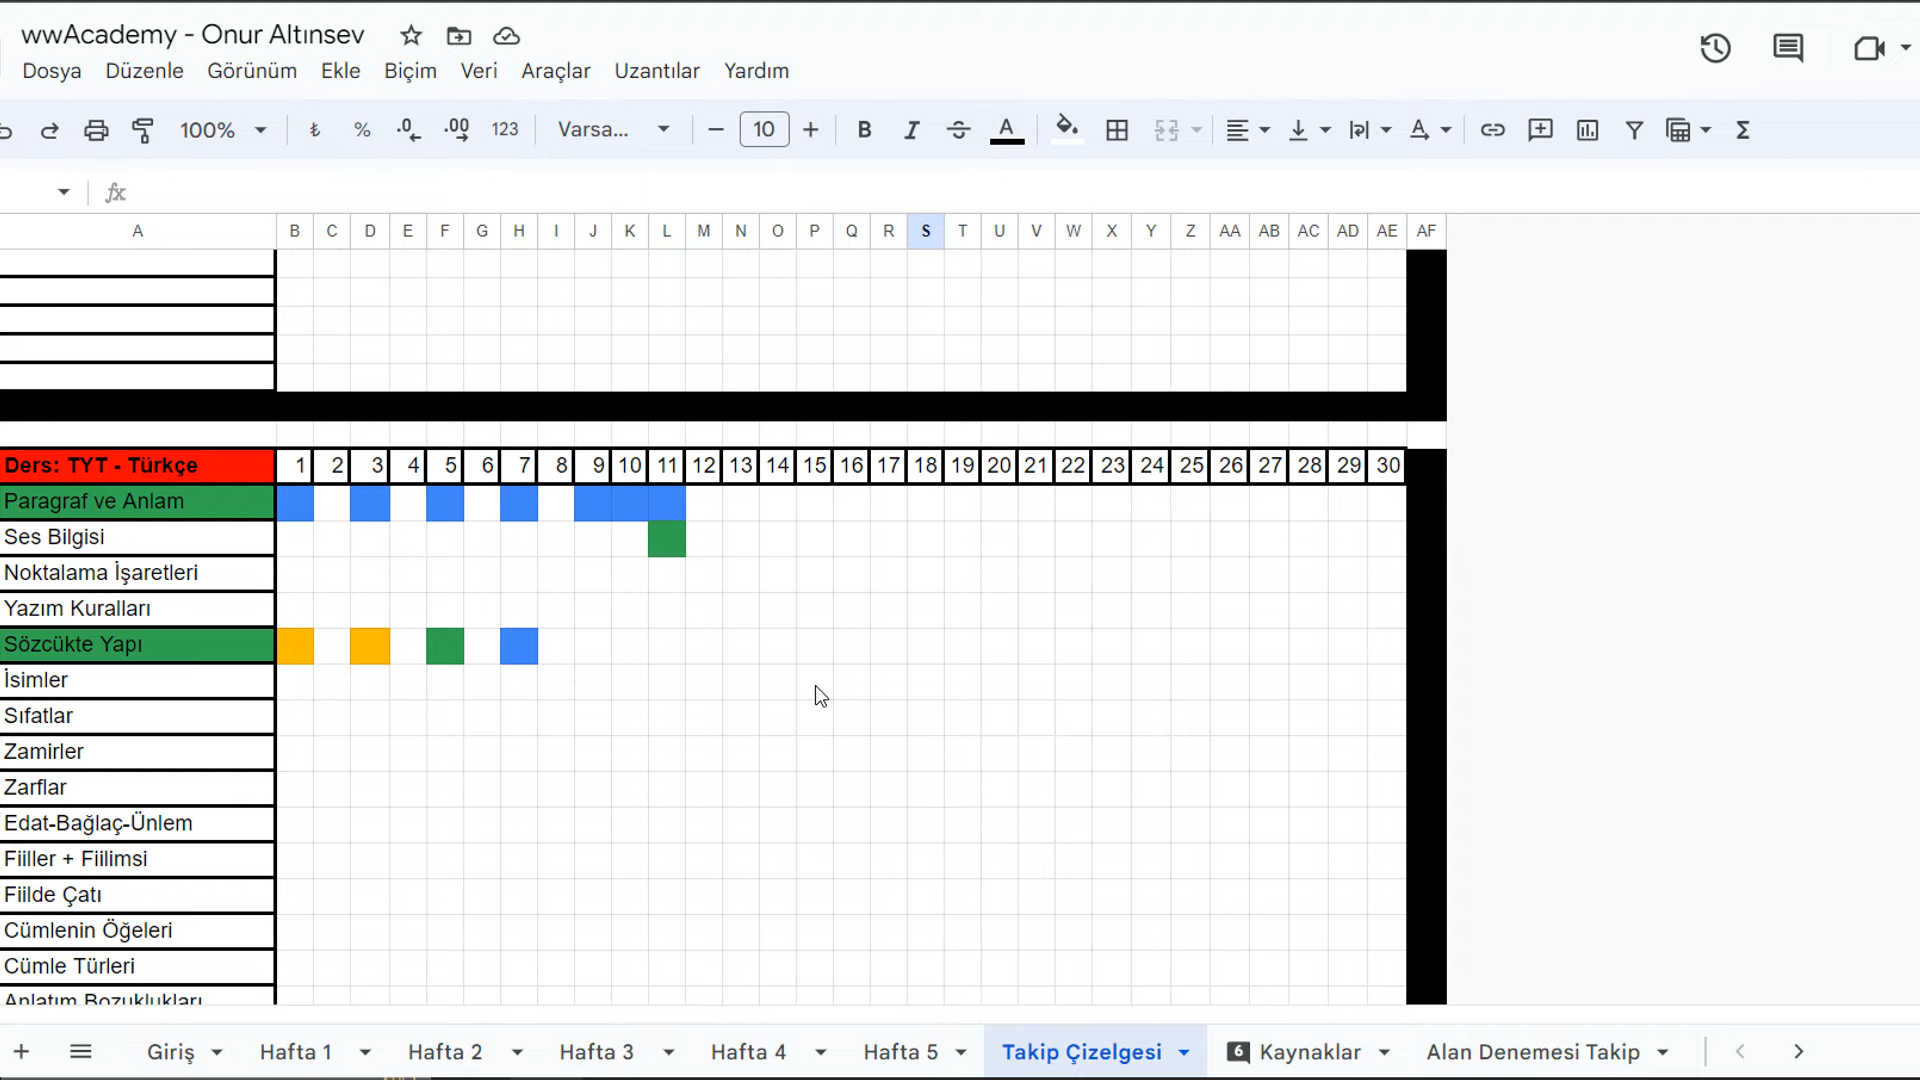 wwAcademy - Onur Altınsev
Dosya Düzenle Görünüm Ekle Biçim Veri Araçlar Uzantılar Yardım
100% ₺ % .0 .00 123 Varsa... 10 B I S A A Σ
fx
A B C D E F G H I J K L M N O P Q R S T U V W X Y Z AA AB AC AD AE AF
Ders: TYT - Türkçe 1 2 3 4 5 6 7 8 9 10 11 12 13 14 15 16 17 18 19 20 21 22 23 24 25 26 27 28 29 30
Paragraf ve Anlam
Ses Bilgisi
Noktalama İşaretleri
Yazım Kuralları
Sözcükte Yapı
İsimler
Sıfatlar
Zamirler
Zarflar
Edat-Bağlaç-Ünlem
Fiiller + Fiilimsi
Fiilde Çatı
Cümlenin Öğeleri
Cümle Türleri
Anlatım Bozuklukları
Giriş Hafta 1 Hafta 2 Hafta 3 Hafta 4 Hafta 5 Takip Çizelgesi 6 Kaynaklar Alan Denemesi Takip